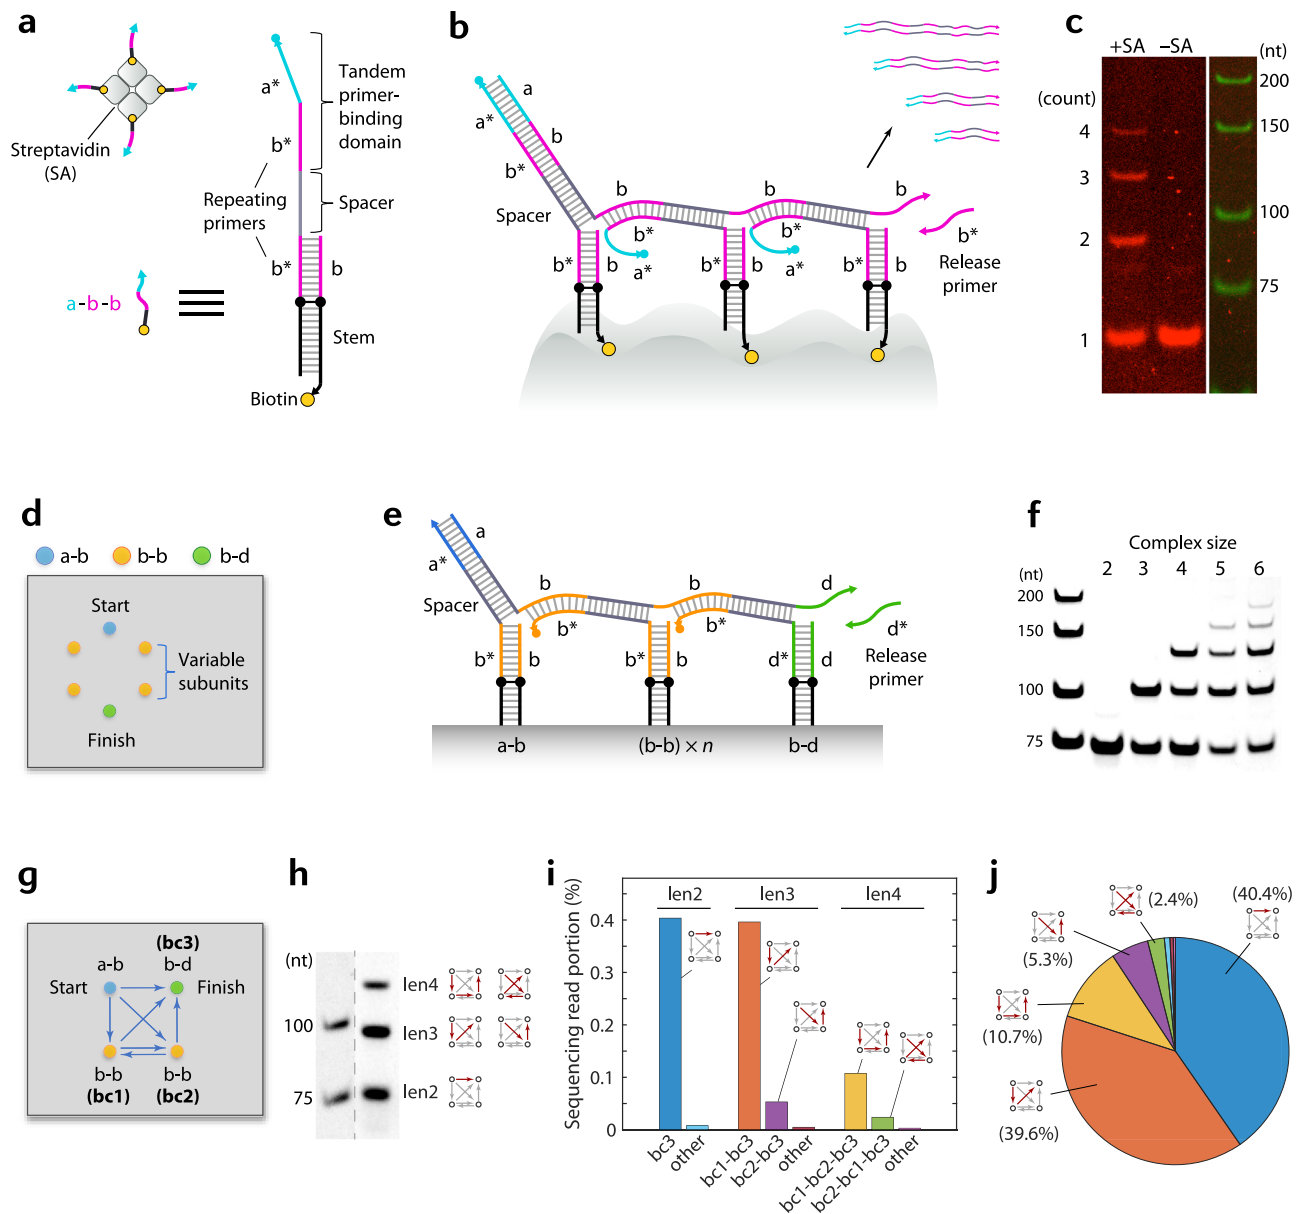 a
a*
Tandem
primer-
binding
domain
b*
Streptavidin
(SA)
Repeating
primers
Spacer
b*
b
a-b-b
Stem
Biotin
b
a
a*
b
b*
Spacer
b
b
b
b*
b*
b*
Release
primer
a*
a*
b*
b
b*
b
b*
b
c
+SA
−SA
(nt)
(count)
200
4
150
3
100
2
75
1
d
a-b
b-b
b-d
Start
Variable
subunits
Finish
e
a
a*
Spacer
b
b
d
b*
b*
d*
Release
primer
b*
b
b*
b
d*
d
a-b
(b-b) × n
b-d
f
Complex size
(nt)
2
3
4
5
6
200
150
100
75
g
(bc3)
a-b
b-d
Start
Finish
b-b
b-b
(bc1)
(bc2)
h
(nt)
len4
100
len3
75
len2
i
Sequencing read portion (%)
0.4
0.3
0.2
0.1
0
len2
len3
len4
bc3
other
bc1-bc3
bc2-bc3
other
bc1-bc2-bc3
bc2-bc1-bc3
other
j
(2.4%)
(40.4%)
(5.3%)
(10.7%)
(39.6%)